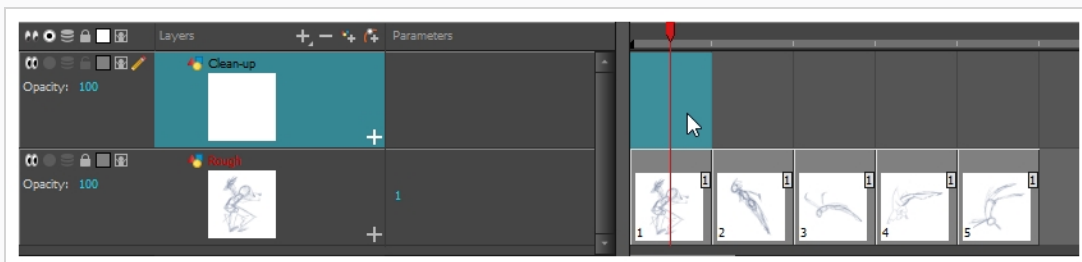 Layers Parameters
Clean-up
Opacity: 100
Rough
Opacity: 100
1
1 1 1 1 1
1 2 3 4 5